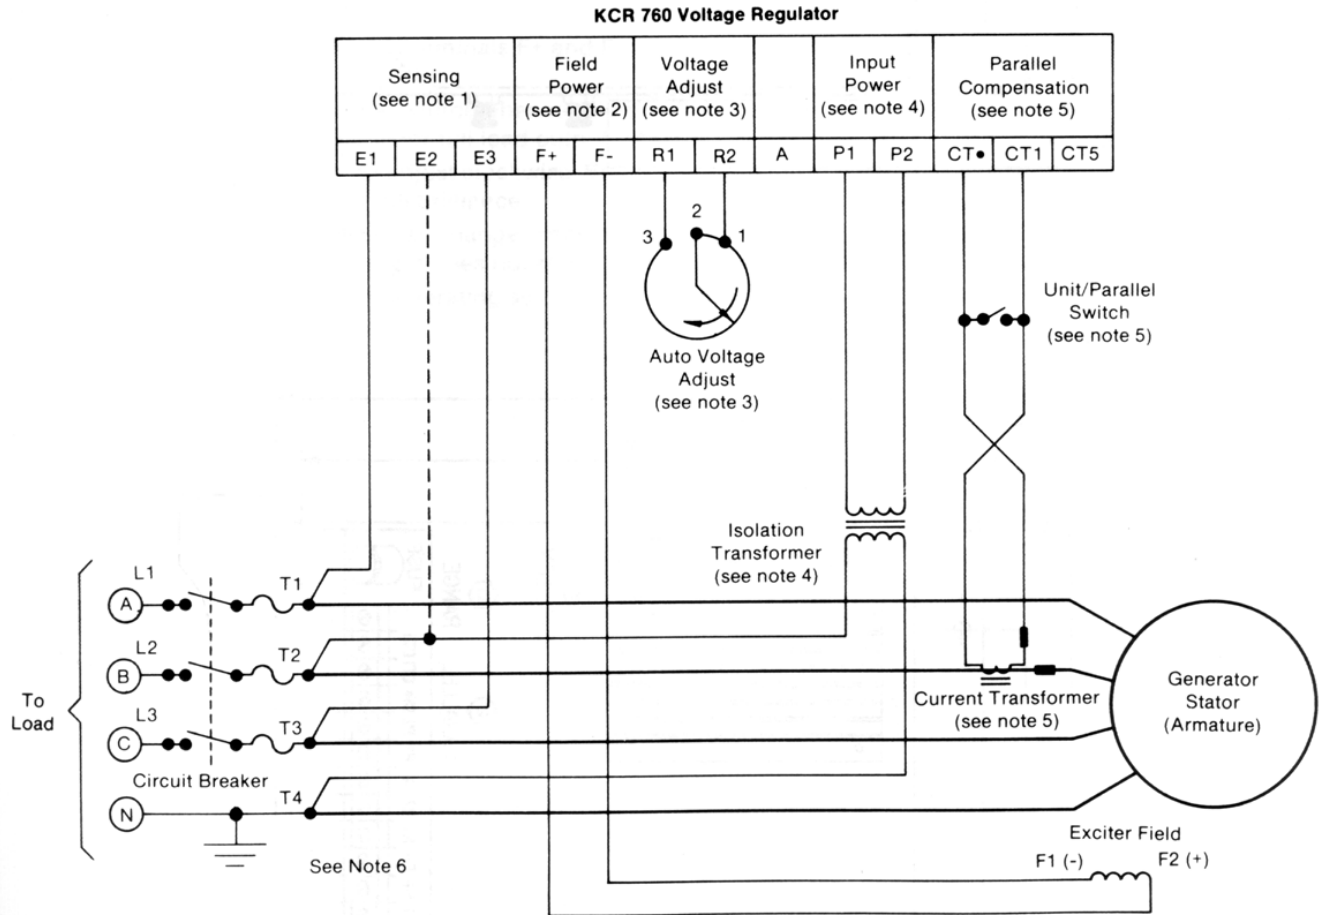 KCR 760 Voltage Regulator
Sensing
(see note 1)
Field
Power
(see note 2)
Voltage
Adjust
(see note 3)
Input
Power
(see note 4)
Parallel
Compensation
(see note 5)
E1 E2 E3 F+ F- R1 R2 A P1 P2 CT• CT1 CT5
2
3
1
Auto Voltage
Adjust
(see note 3)
Unit/Parallel
Switch
(see note 5)
Isolation
Transformer
(see note 4)
L1
T1
A
L2
T2
B
L3
T3
C
To
Load
Circuit Breaker
T4
N
See Note 6
Current Transformer
(see note 5)
Generator
Stator
(Armature)
Exciter Field
F1 (-)
F2 (+)